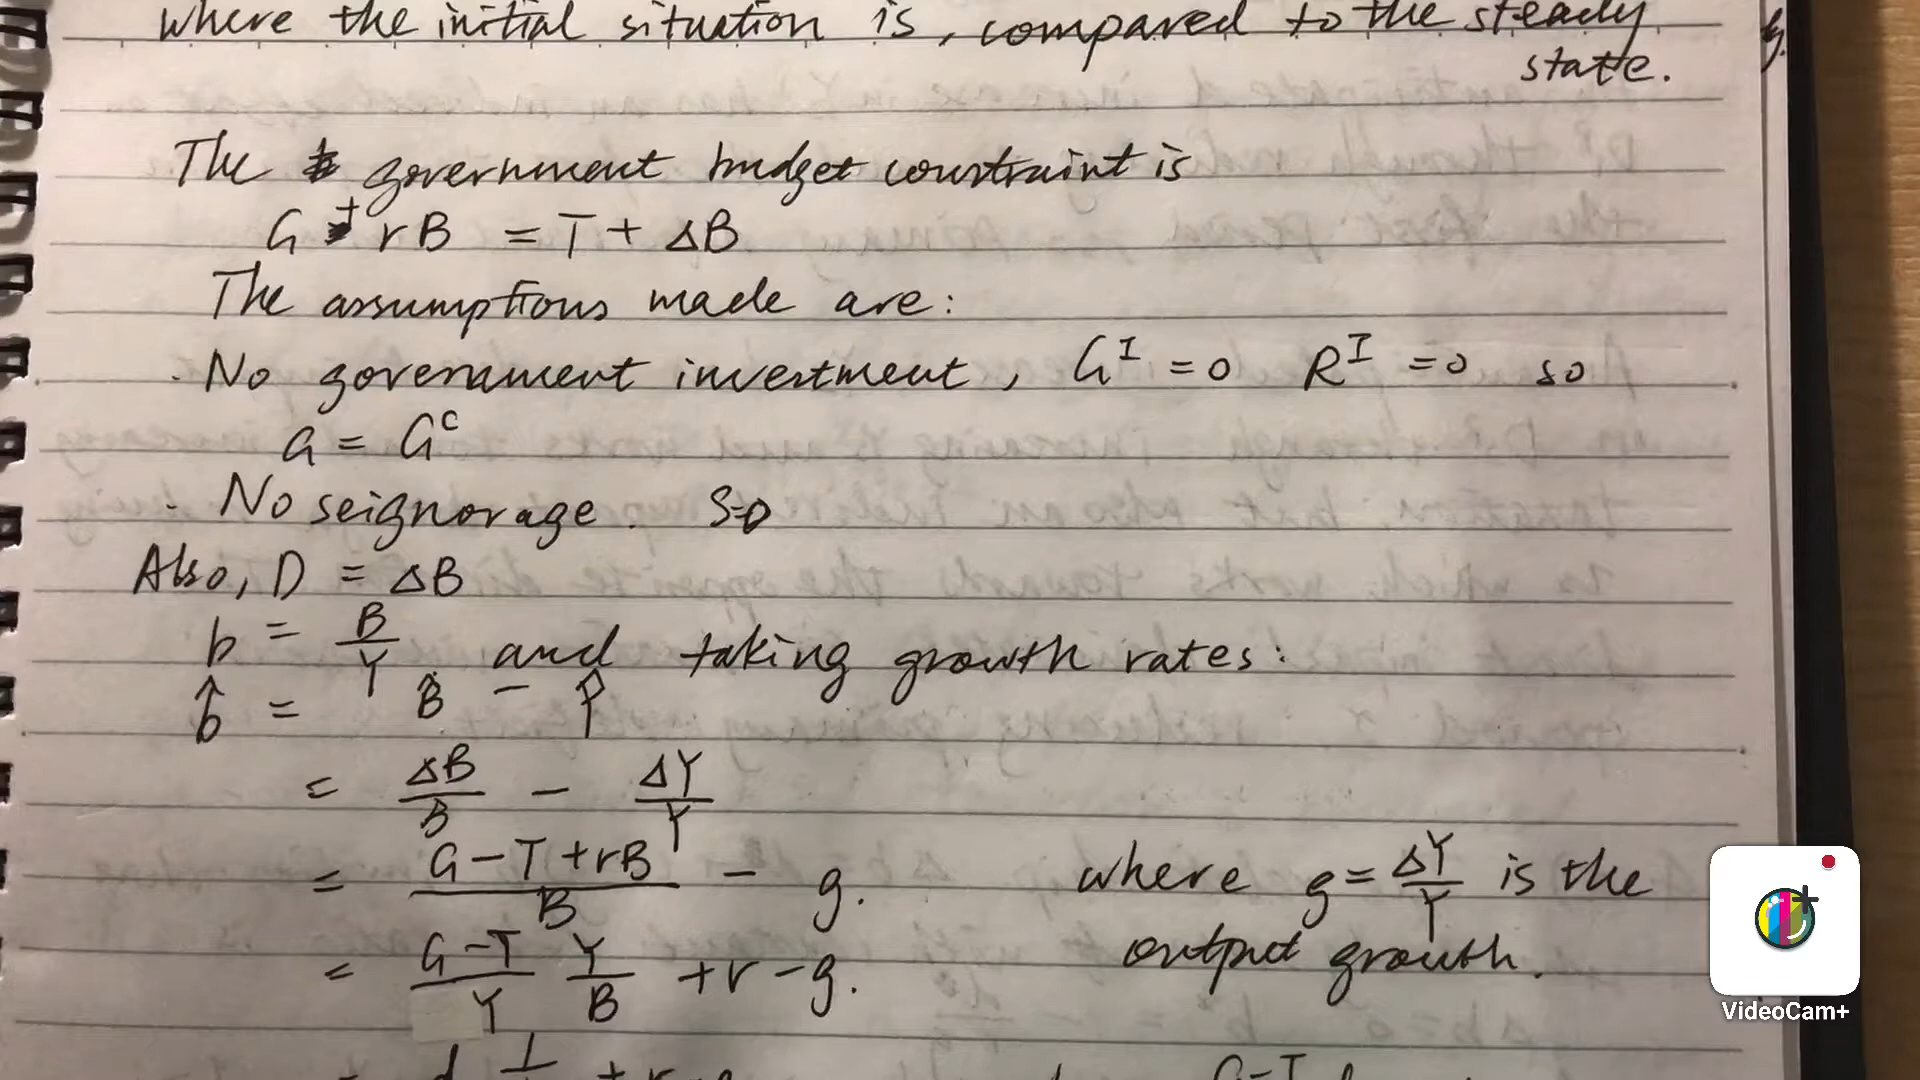 where the initial situation is, compared to the steady
state.
The government budget constraint is
G + rB = T + ΔB
The assumptions made are:
. No government investment, G^I = 0 R^I = 0 so
G = G^c
. No seignorage. S=0
Also, D = ΔB
b = B/Y and taking growth rates:
b̂ = B̂ - Ŷ
= ΔB/B - ΔY/Y
= (G-T+rB)/B - g. where g = ΔY/Y is the
output growth.
= (G-T)/Y Y/B + r - g.
VideoCam+